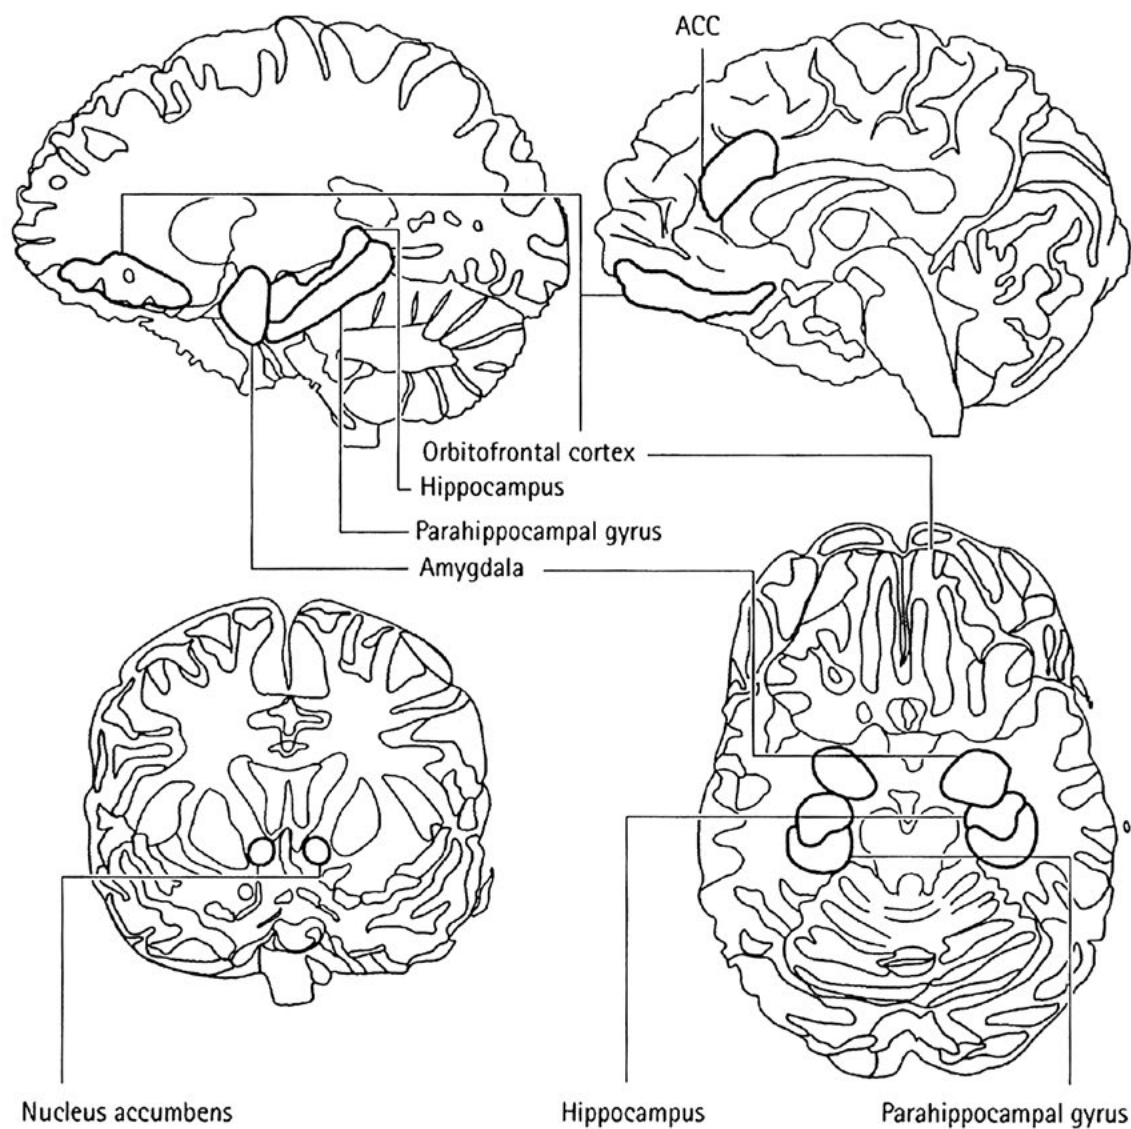 ACC
Orbitofrontal cortex
Hippocampus
Parahippocampal gyrus
Amygdala
Nucleus accumbens
Hippocampus
Parahippocampal gyrus